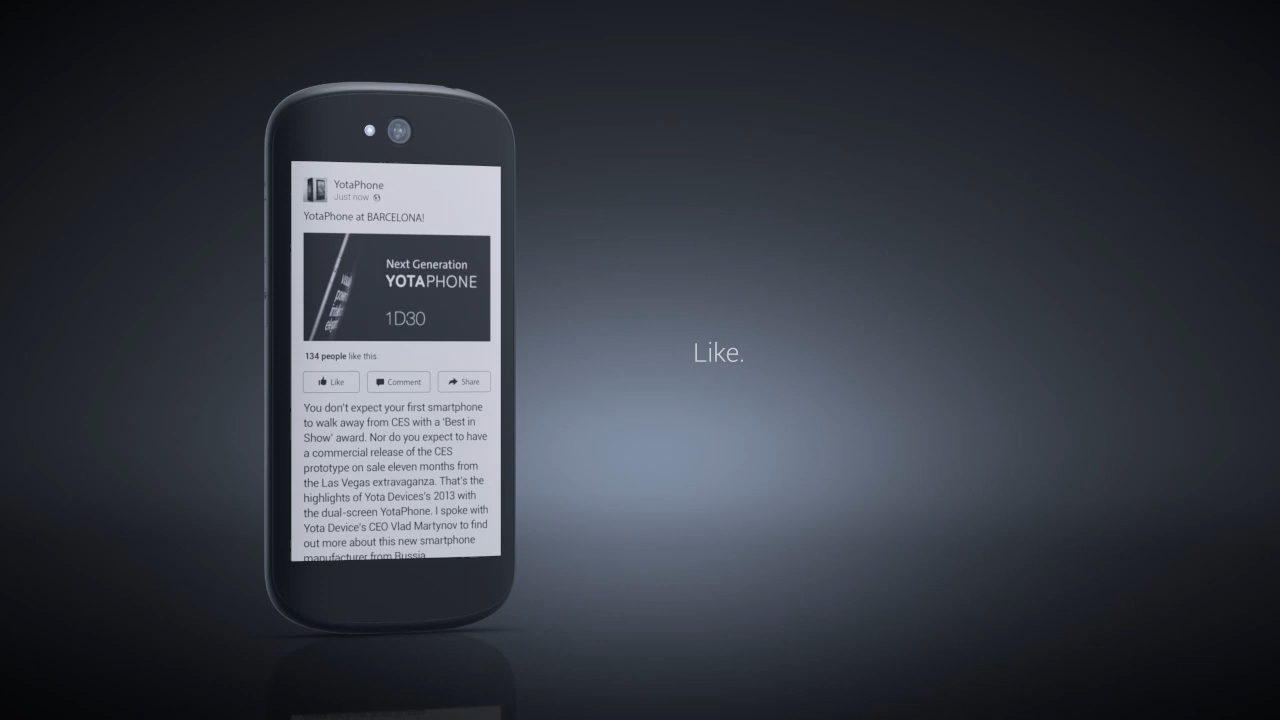 YotaPhone
Just now
YotaPhone at BARCELONA!
Next Generation
YOTAPHONE
1D30
134 people like this.
Like
Comment
Share
You don't expect your first smartphone
to walk away from CES with a 'Best in
Show' award. Nor do you expect to have
a commercial release of the CES
prototype on sale eleven months from
the Las Vegas extravaganza. That's the
highlights of Yota Devices's 2013 with
the dual-screen YotaPhone. I spoke with
Yota Device's CEO Vlad Martynov to find
out more about this new smartphone
manufacturer from Russia
Like.